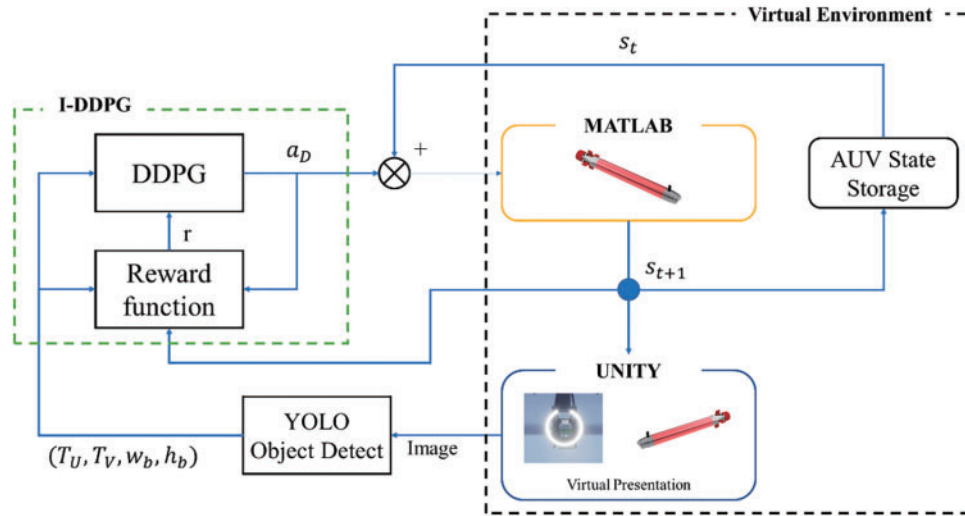 Virtual Environment
s_t
I-DDPG
MATLAB
+
a_D
DDPG
AUV State
Storage
r
Reward
function
s_{t+1}
UNITY
YOLO
Object Detect
Image
(T_U, T_V, w_b, h_b)
Virtual Presentation